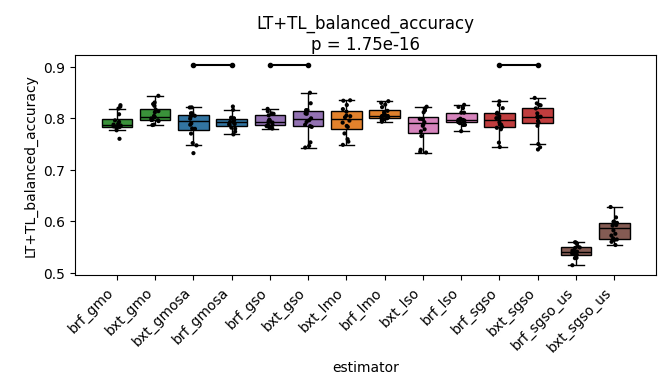 LT+TL_balanced_accuracy
p = 1.75e-16
LT+TL_balanced_accuracy
0.9
0.8
0.7
0.6
0.5
brf_gmo
bxt_gmo
bxt_gmosa
brf_gmosa
brf_gso
bxt_gso
bxt_lmo
brf_lmo
bxt_lso
brf_lso
brf_sgso
bxt_sgso
brf_sgso_us
bxt_sgso_us
estimator